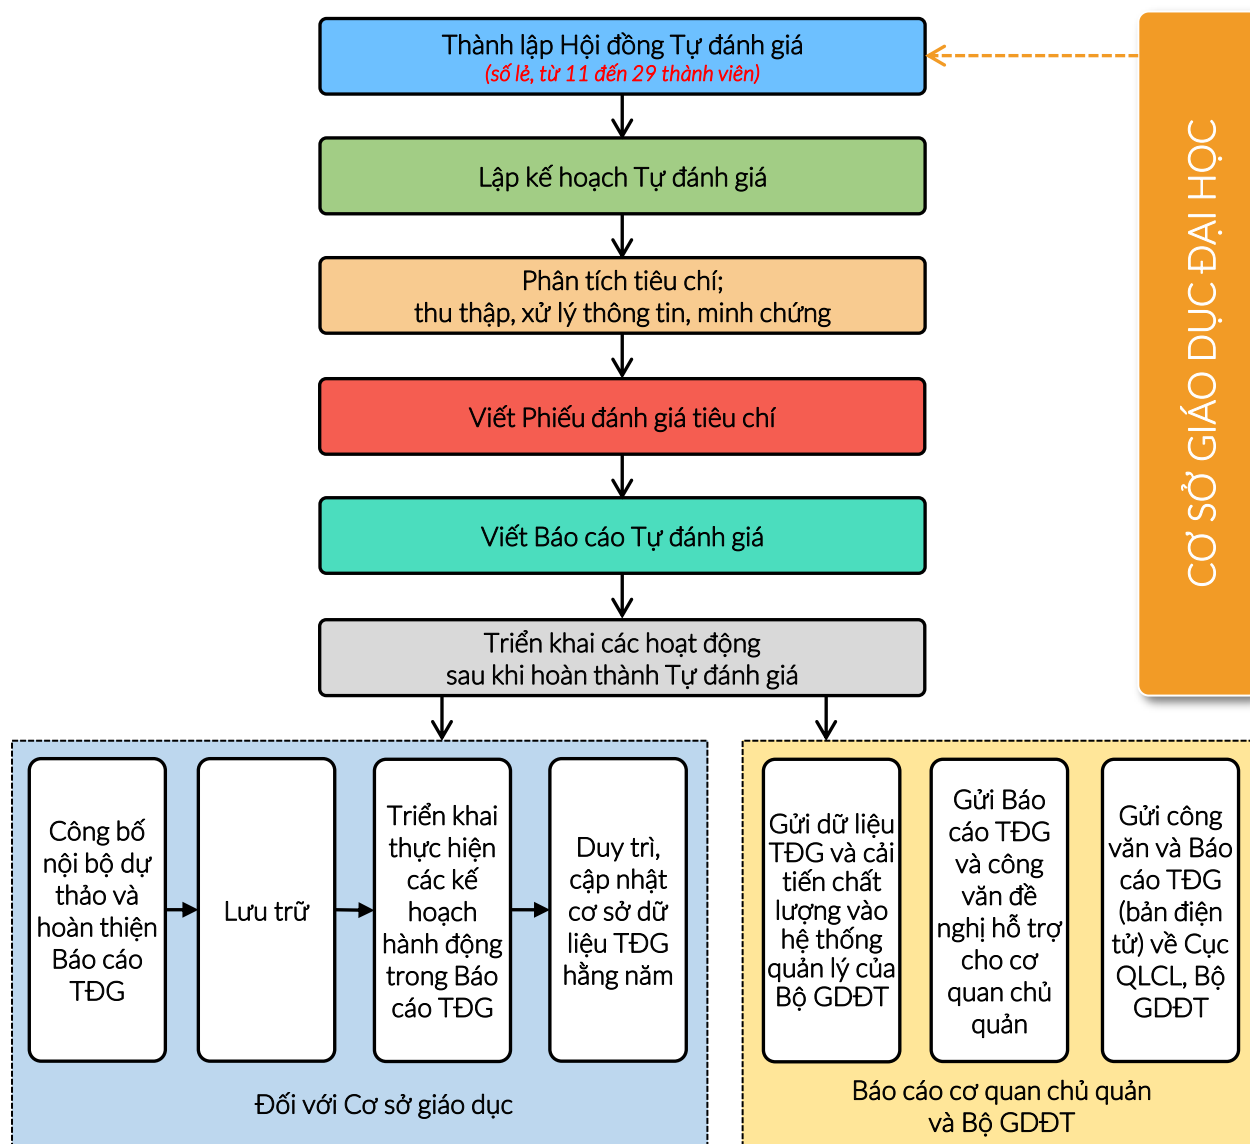 Thành lập Hội đồng Tự đánh giá
(số lẻ, từ 11 đến 29 thành viên)
Lập kế hoạch Tự đánh giá
Phân tích tiêu chí;
thu thập, xử lý thông tin, minh chứng
Viết Phiếu đánh giá tiêu chí
Viết Báo cáo Tự đánh giá
Triển khai các hoạt động
sau khi hoàn thành Tự đánh giá
CƠ SỞ GIÁO DỤC ĐẠI HỌC
Công bố
nội bộ dự
thảo và
hoàn thiện
Báo cáo
TĐG
Lưu trữ
Triển khai
thực hiện
các kế
hoạch
hành động
trong Báo
cáo TĐG
Duy trì,
cập nhật
cơ sở dữ
liệu TĐG
hằng năm
Đối với Cơ sở giáo dục
Gửi dữ liệu
TĐG và cải
tiến chất
lượng vào
hệ thống
quản lý của
Bộ GDĐT
Gửi Báo
cáo TĐG
và công
văn đề
nghị hỗ trợ
cho cơ
quan chủ
quản
Gửi công
văn và Báo
cáo TĐG
(bản điện
tử) về Cục
QLCL, Bộ
GDĐT
Báo cáo cơ quan chủ quản
và Bộ GDĐT